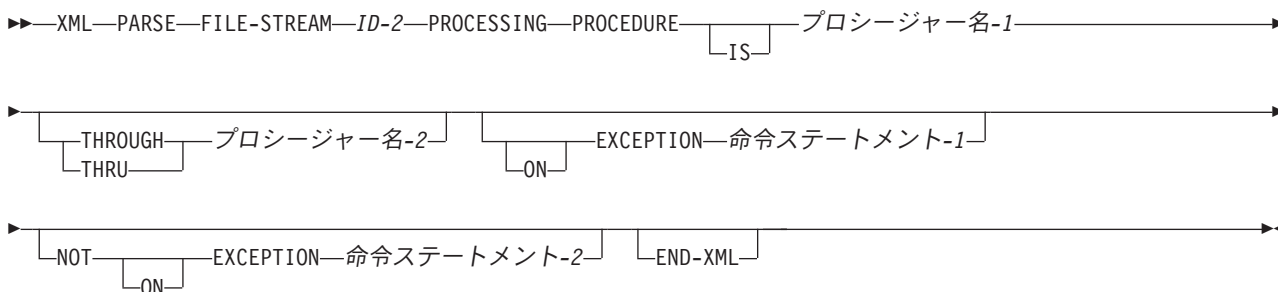 XML PARSE FILE-STREAM ID-2 PROCESSING PROCEDURE プロシージャー名-1
IS
THROUGH プロシージャー名-2 EXCEPTION 命令ステートメント-1
THRU ON
NOT EXCEPTION 命令ステートメント-2 END-XML
ON